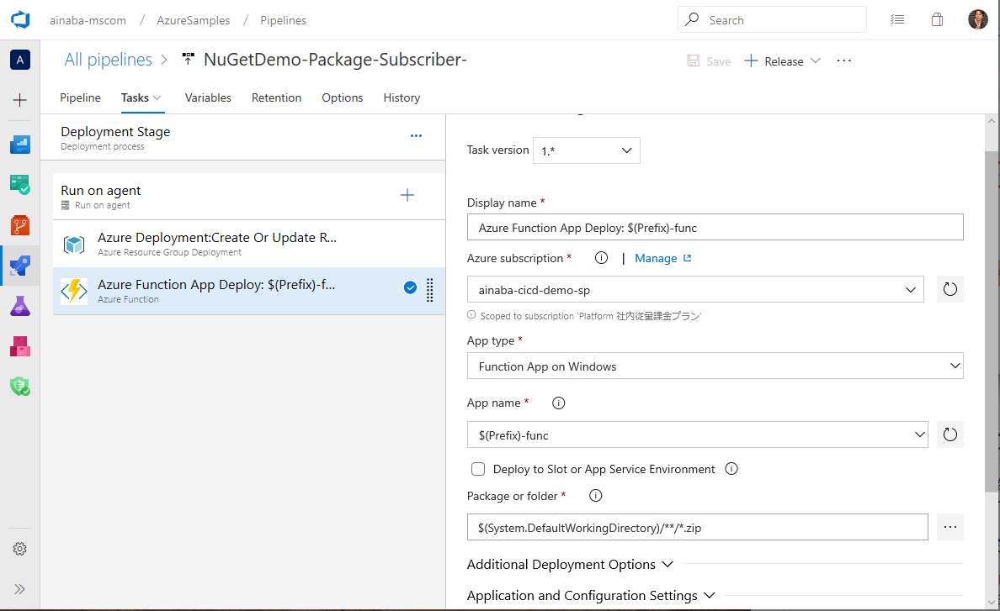 ainaba-mscom / AzureSamples / Pipelines
Search
A
All pipelines > NuGetDemo-Package-Subscriber-
Save
Release
Pipeline
Tasks
Variables
Retention
Options
History
Deployment Stage
Deployment process
Run on agent
Run on agent
Azure Deployment:Create Or Update R...
Azure Resource Group Deployment
Azure Function App Deploy: $(Prefix)-f...
Azure Function
Task version
1.*
Display name *
Azure Function App Deploy: $(Prefix)-func
Azure subscription *
| Manage
ainaba-cicd-demo-sp
Scoped to subscription 'Platform 社内従量課金プラン'
App type *
Function App on Windows
App name *
$(Prefix)-func
Deploy to Slot or App Service Environment
Package or folder *
$(System.DefaultWorkingDirectory)/**/*.zip
Additional Deployment Options
Application and Configuration Settings